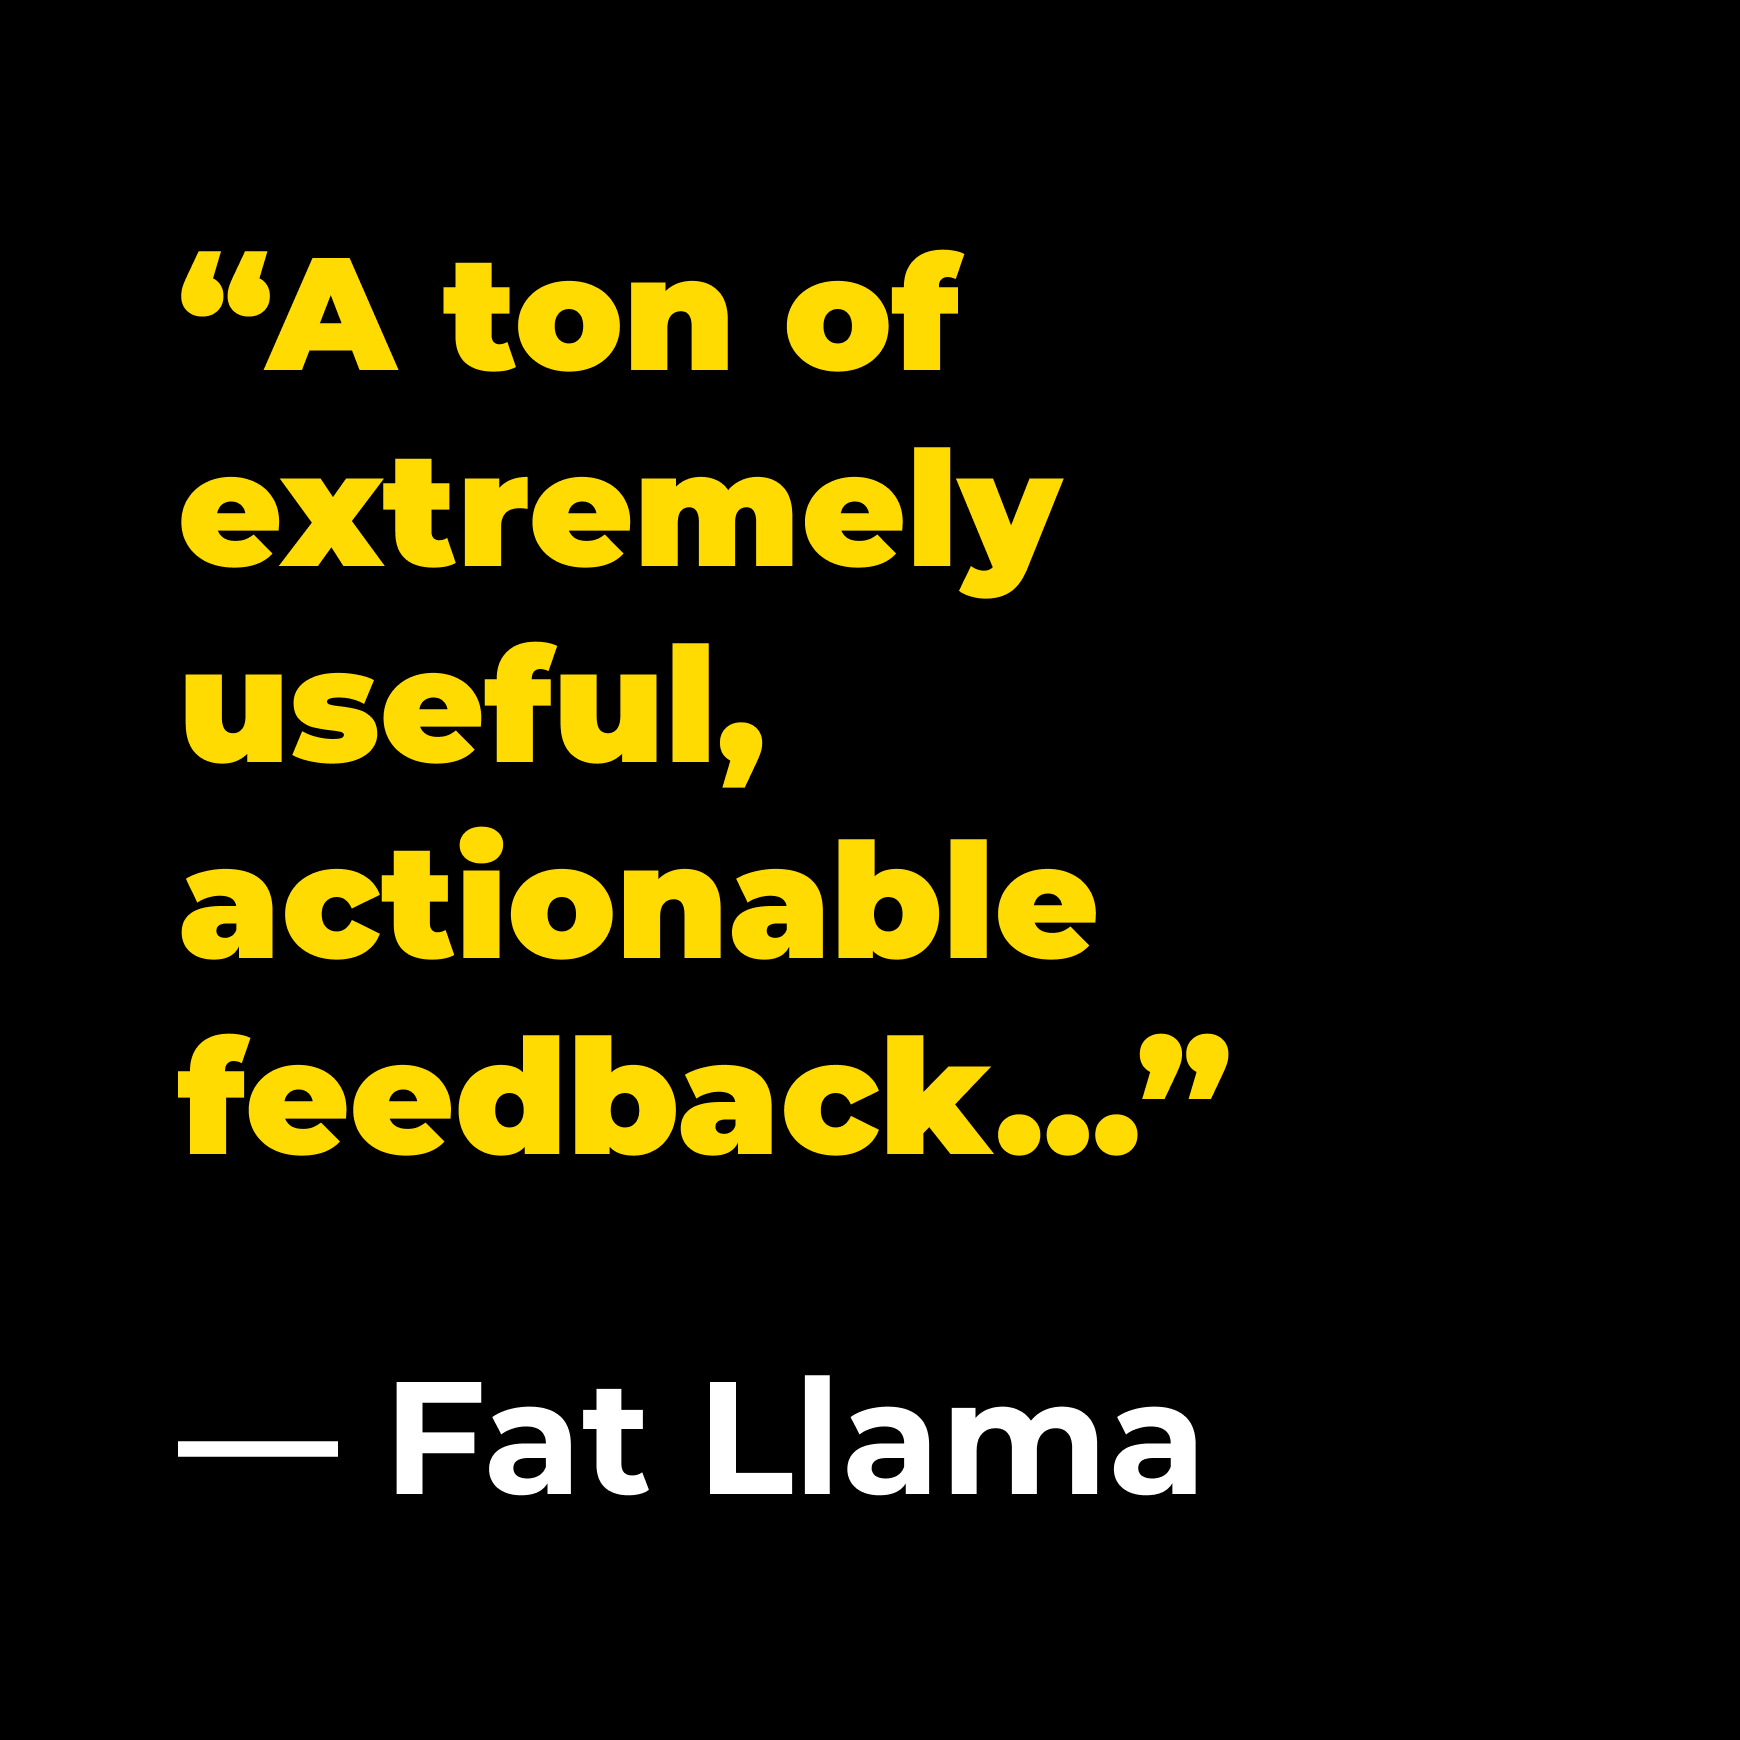 “A ton of
extremely
useful,
actionable
feedback...”
— Fat Llama